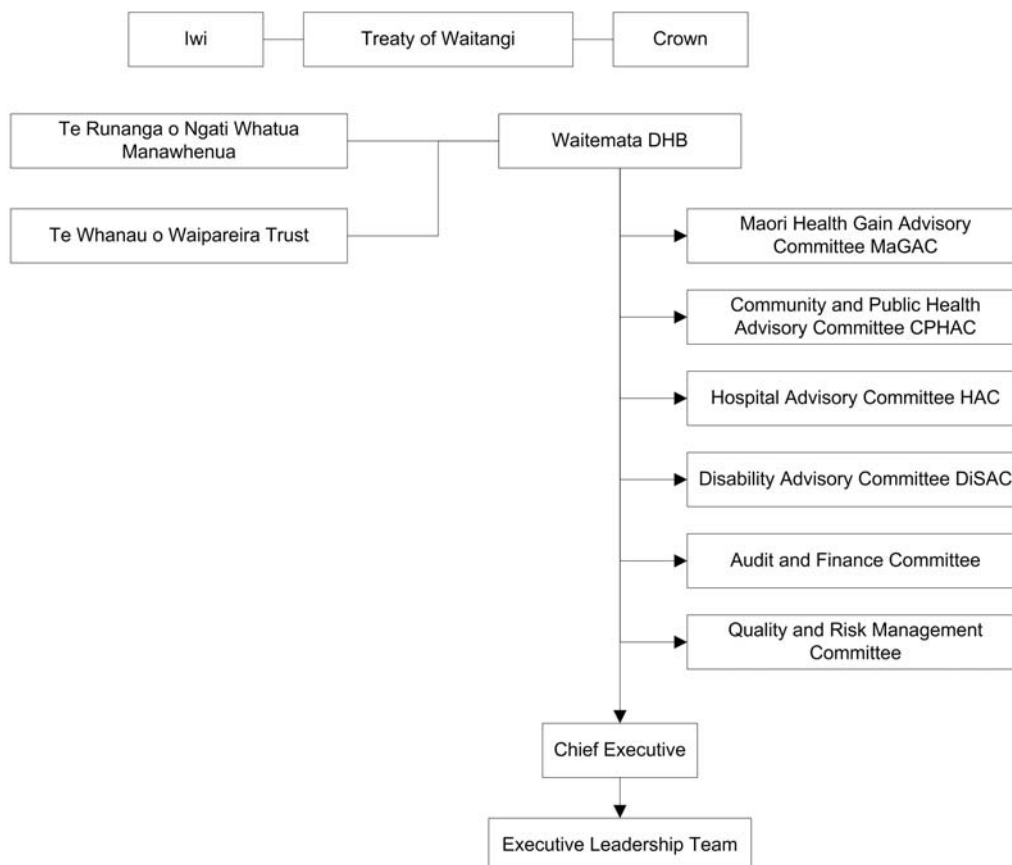 Iwi
Treaty of Waitangi
Crown
Te Runanga o Ngati Whatua
Manawhenua
Waitemata DHB
Te Whanau o Waipareira Trust
Maori Health Gain Advisory
Committee MaGAC
Community and Public Health
Advisory Committee CPHAC
Hospital Advisory Committee HAC
Disability Advisory Committee DiSAC
Audit and Finance Committee
Quality and Risk Management
Committee
Chief Executive
Executive Leadership Team